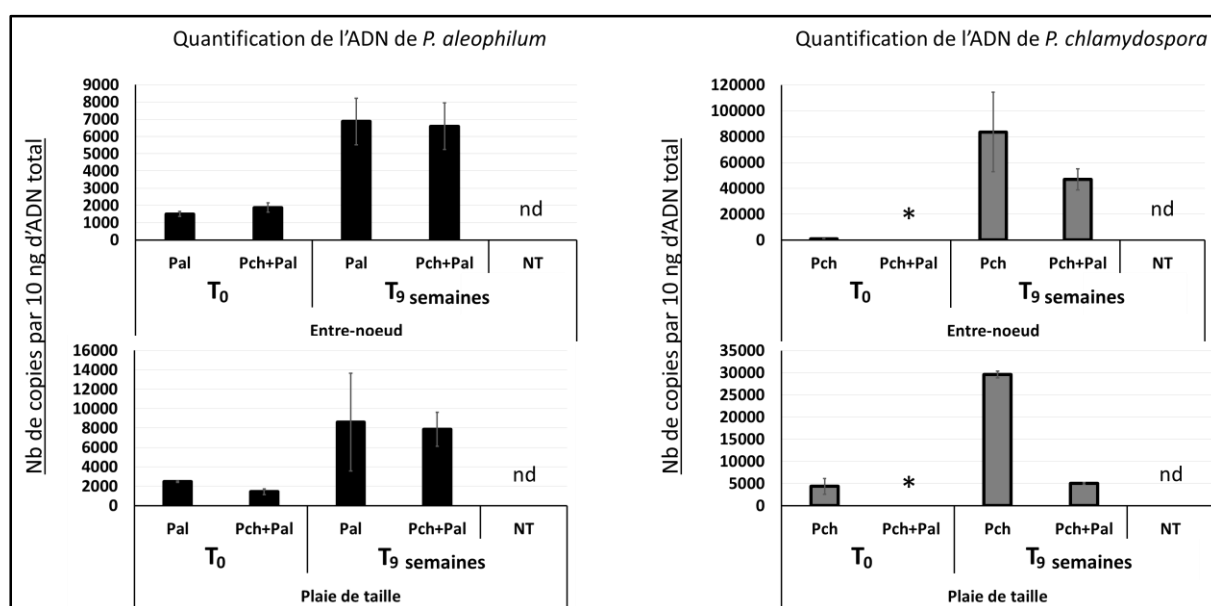 Quantification de l'ADN de P. aleophilum
Nb de copies par 10 ng d'ADN total
9000
8000
7000
6000
5000
4000
3000
2000
1000
0
nd
Pal Pch+Pal Pal Pch+Pal NT
T0 T9 semaines
Entre-noeud
16000
14000
12000
10000
8000
6000
4000
2000
0
nd
Pal Pch+Pal Pal Pch+Pal NT
T0 T9 semaines
Plaie de taille
Quantification de l'ADN de P. chlamydospora
Nb de copies par 10 ng d'ADN total
120000
100000
80000
60000
40000
20000
0
* nd
Pch Pch+Pal Pch Pch+Pal NT
T0 T9 semaines
Entre-noeud
35000
30000
25000
20000
15000
10000
5000
0
* nd
Pch Pch+Pal Pch Pch+Pal NT
T0 T9 semaines
Plaie de taille